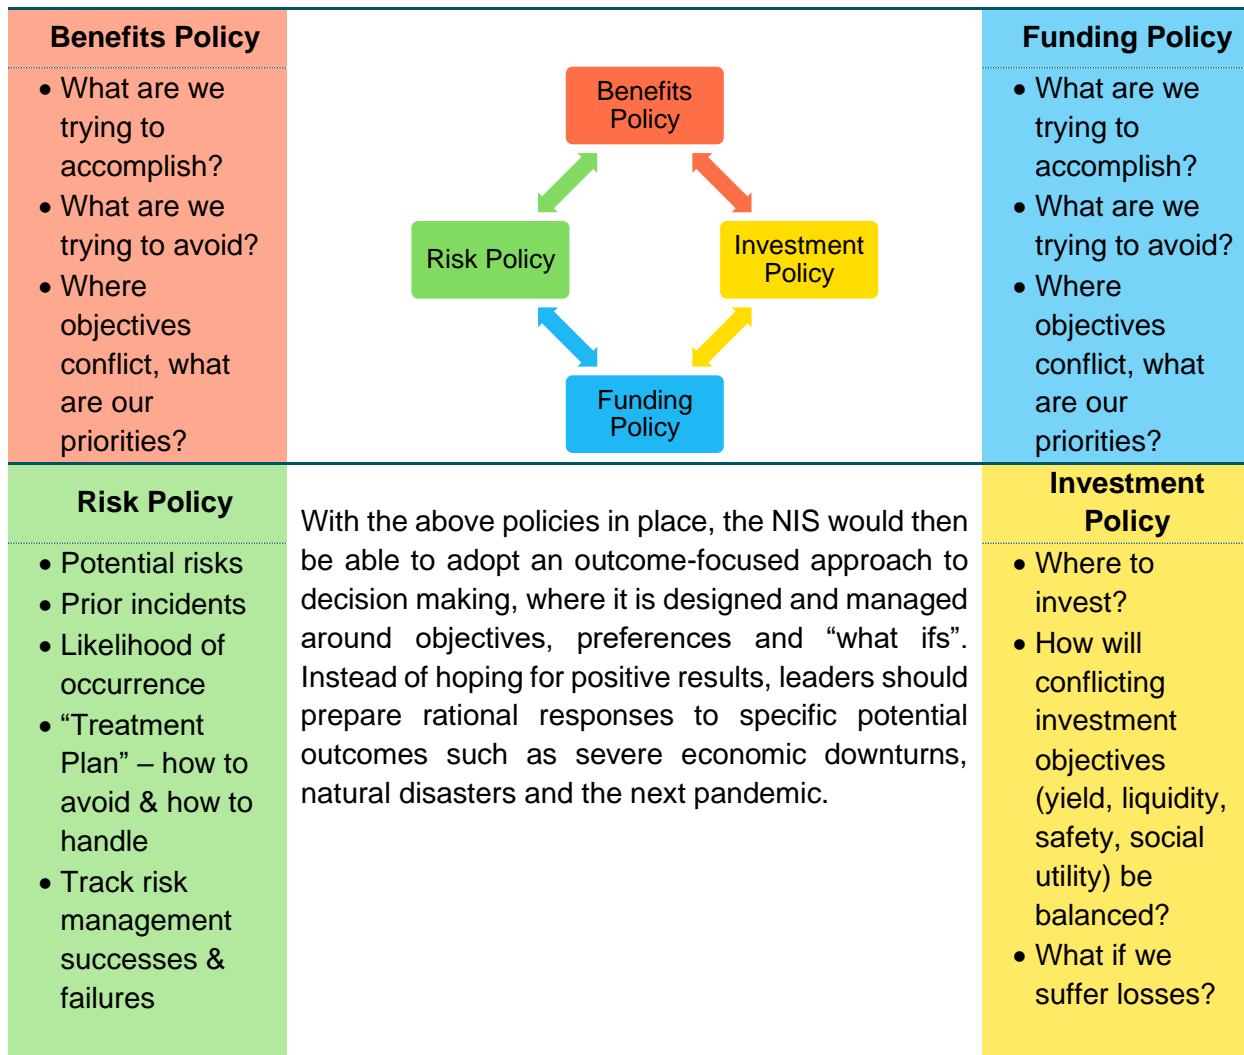 Benefits Policy
• What are we
trying to
accomplish?
• What are we
trying to avoid?
• Where
objectives
conflict, what
are our
priorities?
Benefits
Policy
Risk Policy
Investment
Policy
Funding
Policy
Funding Policy
• What are we
trying to
accomplish?
• What are we
trying to avoid?
• Where
objectives
conflict, what
are our
priorities?
Risk Policy
• Potential risks
• Prior incidents
• Likelihood of
occurrence
• “Treatment
Plan” – how to
avoid & how to
handle
• Track risk
management
successes &
failures
With the above policies in place, the NIS would then
be able to adopt an outcome-focused approach to
decision making, where it is designed and managed
around objectives, preferences and “what ifs”.
Instead of hoping for positive results, leaders should
prepare rational responses to specific potential
outcomes such as severe economic downturns,
natural disasters and the next pandemic.
Investment
Policy
• Where to
invest?
• How will
conflicting
investment
objectives
(yield, liquidity,
safety, social
utility) be
balanced?
• What if we
suffer losses?